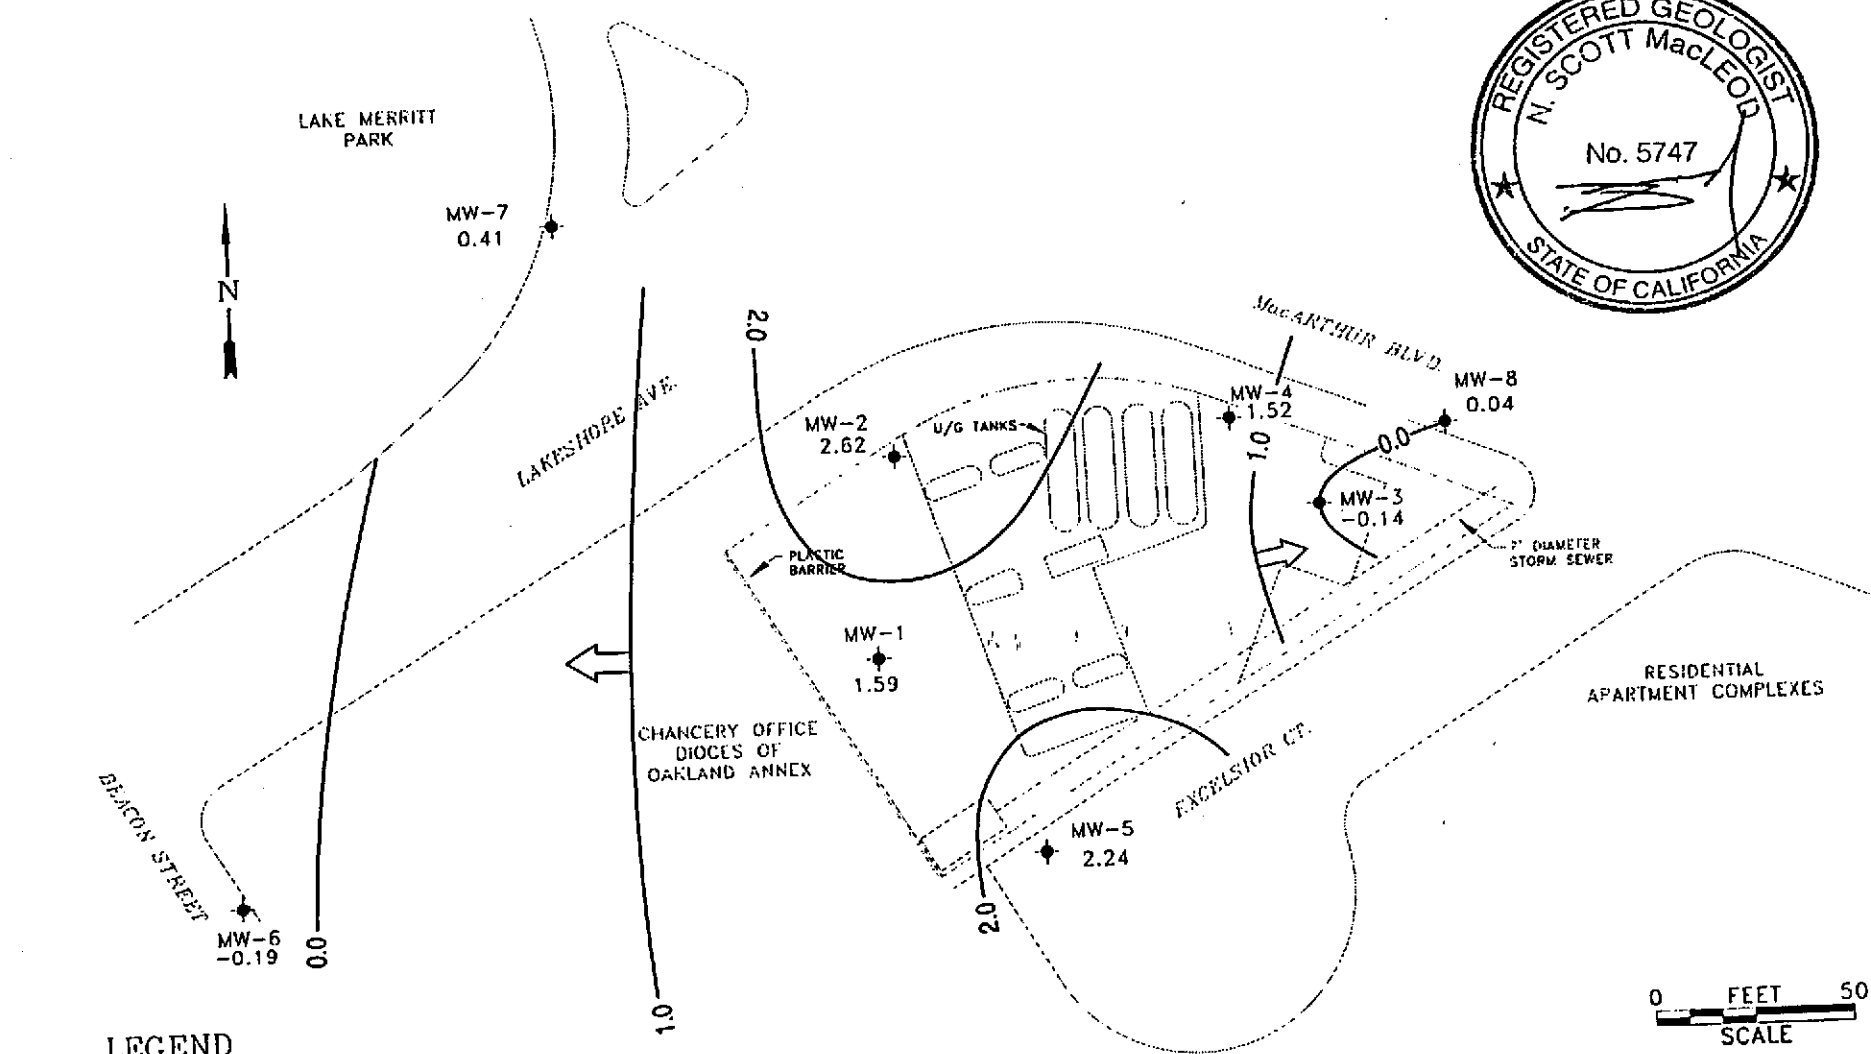 REGISTERED GEOLOGIST
N. SCOTT MacLEOD
No. 5747
STATE OF CALIFORNIA
LAKE MERRITT
PARK
MW-7
0.41
N
MacARTHUR BLVD.
2.0
LAKESHORE AVE.
MW-2
2.62
U/G TANKS
MW-4
1.52
MW-8
0.04
1.0
0.0
MW-3
-0.14
PLASTIC
BARRIER
DIAMETER
STORM SEWER
MW-1
1.59
RESIDENTIAL
APARTMENT COMPLEXES
CHANCERY OFFICE
DIOCES OF
OAKLAND ANNEX
EXCELSIOR CT.
BEACON STREET
MW-5
2.24
2.0
MW-6
-0.19
0.0
1.0
0 FEET 50
SCALE
LEGEND